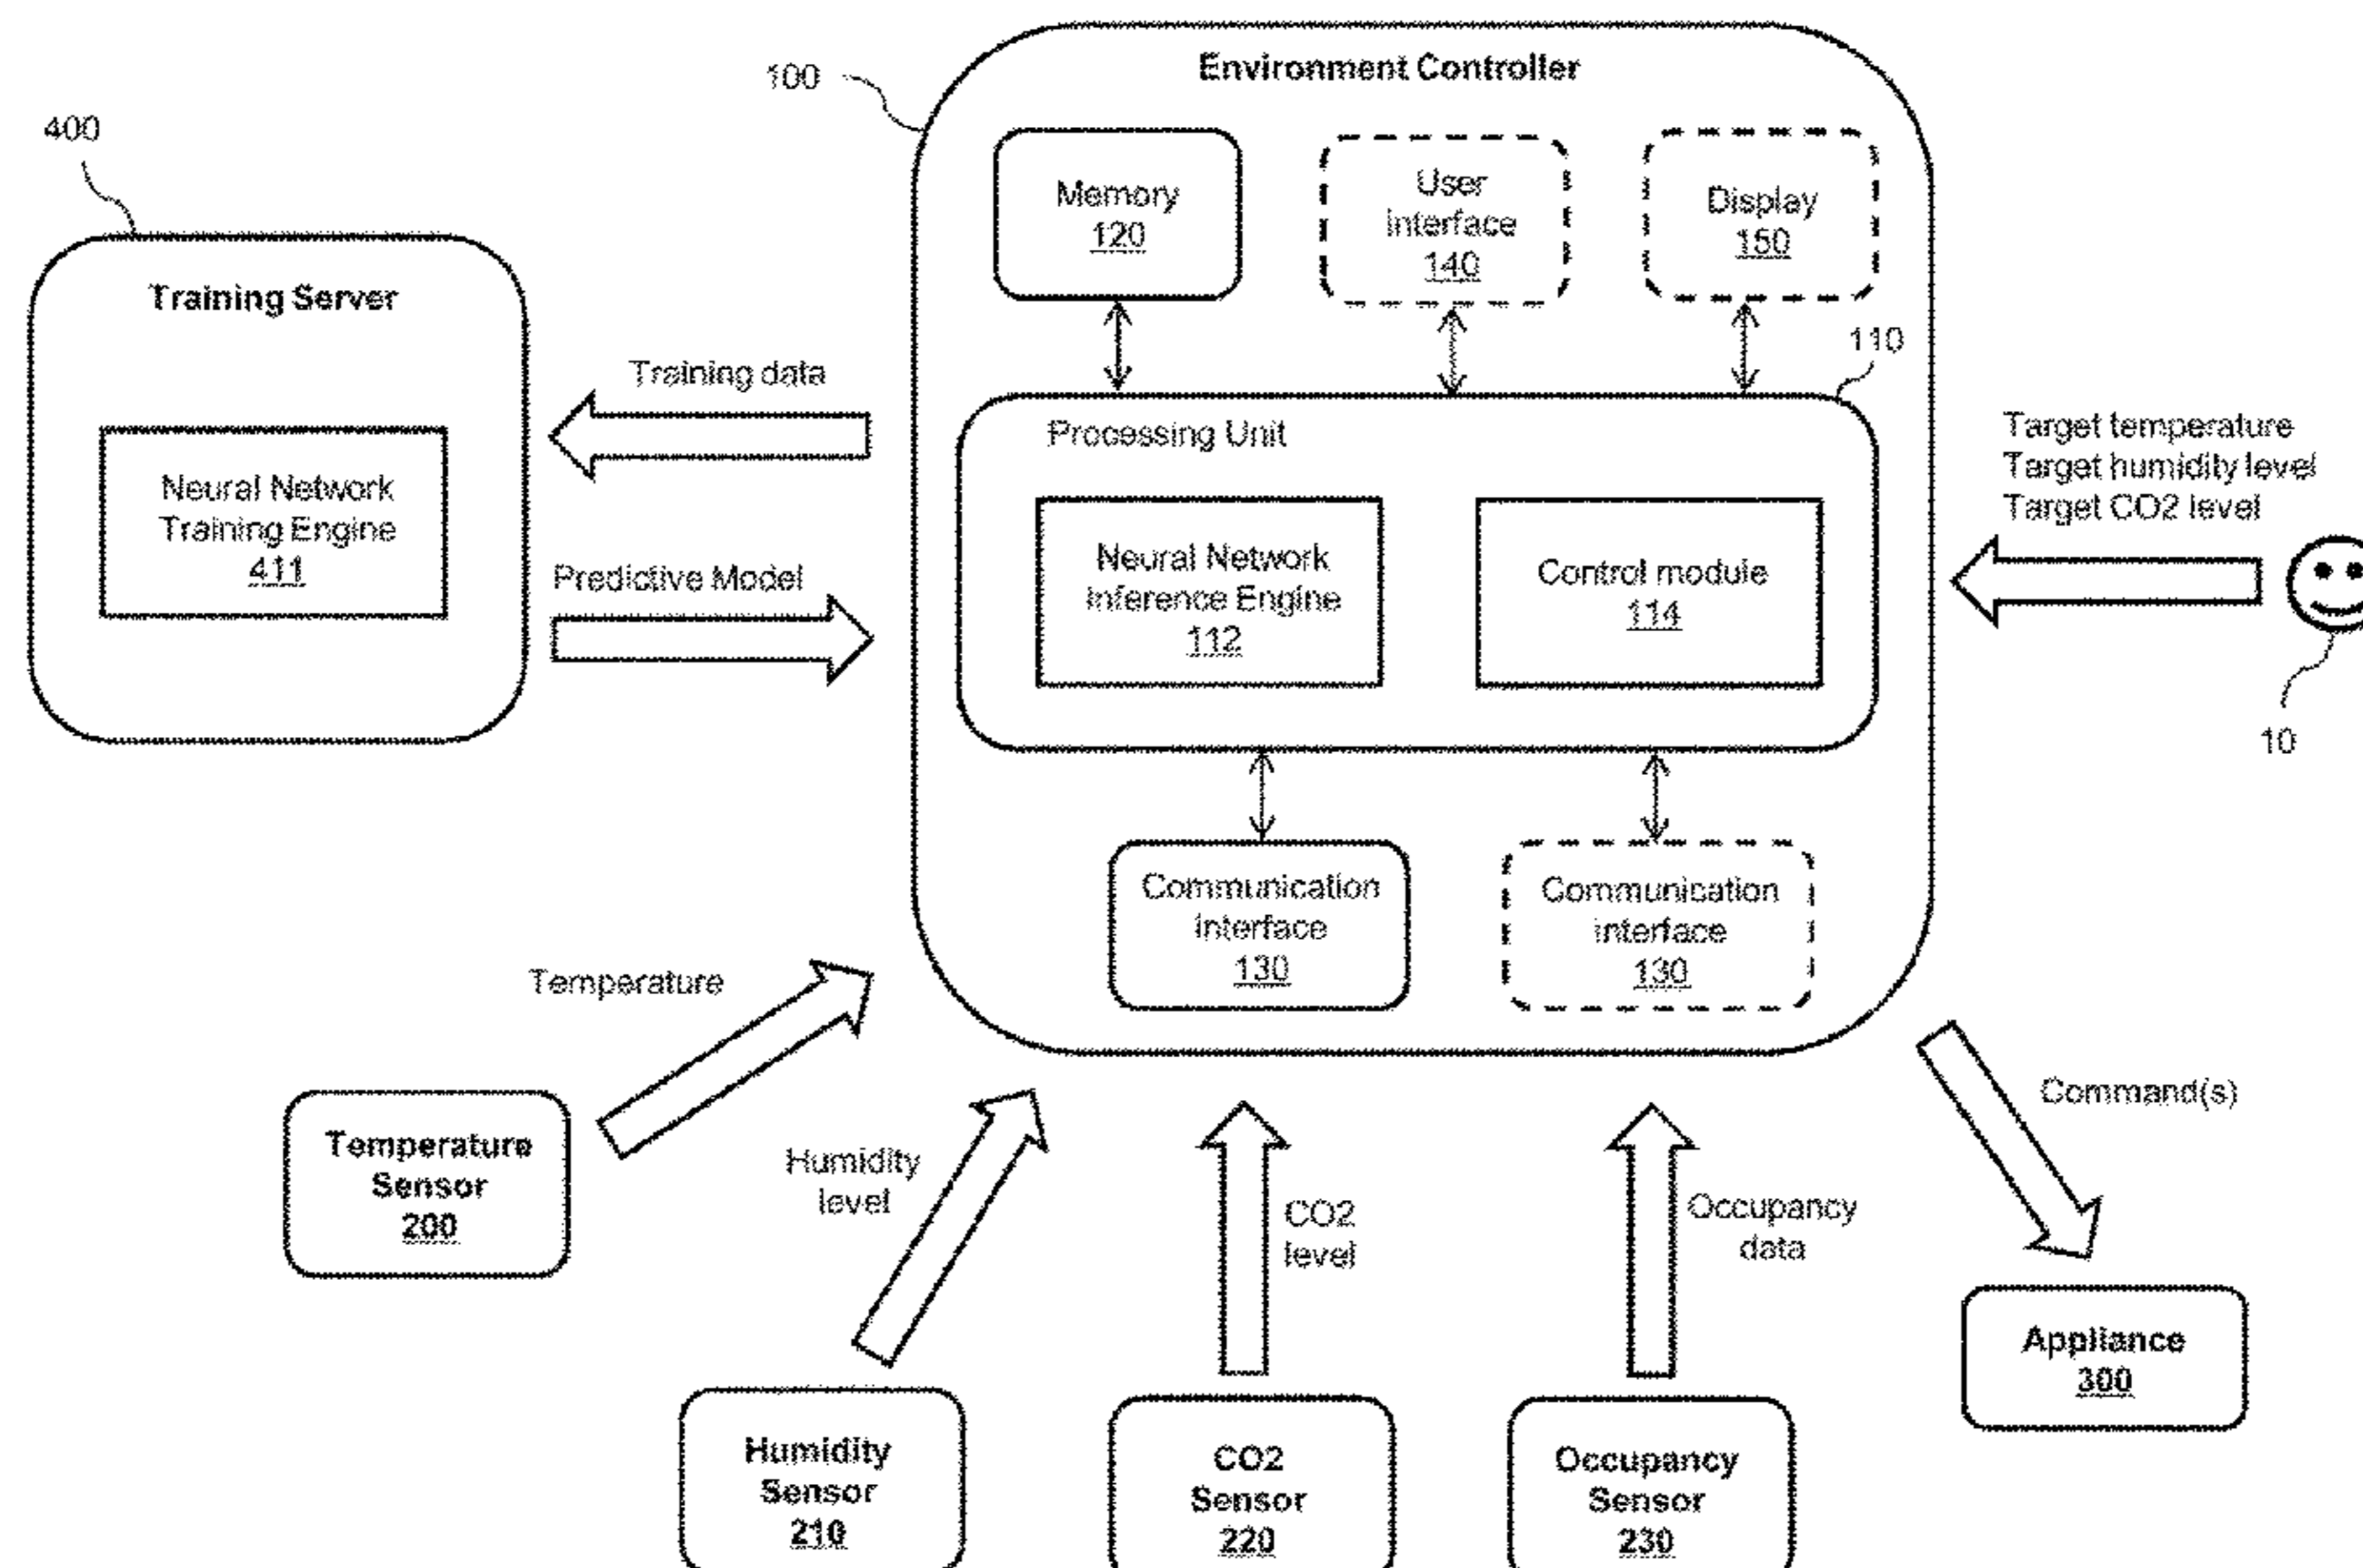 Environment Controller
100
400
Memory
120
User
interface
140
Display
150
110
Training Server
Neural Network
Training Engine
411
Training data
Predictive Model
Processing Unit
Neural Network
Inference Engine
112
Control module
114
Target temperature
Target humidity level
Target CO2 level
10
Communication
interface
130
Communication
interface
130
Temperature
Temperature
Sensor
200
Humidity
level
CO2
level
Occupancy
data
Command(s)
Appliance
300
Humidity
Sensor
210
CO2
Sensor
220
Occupancy
Sensor
230